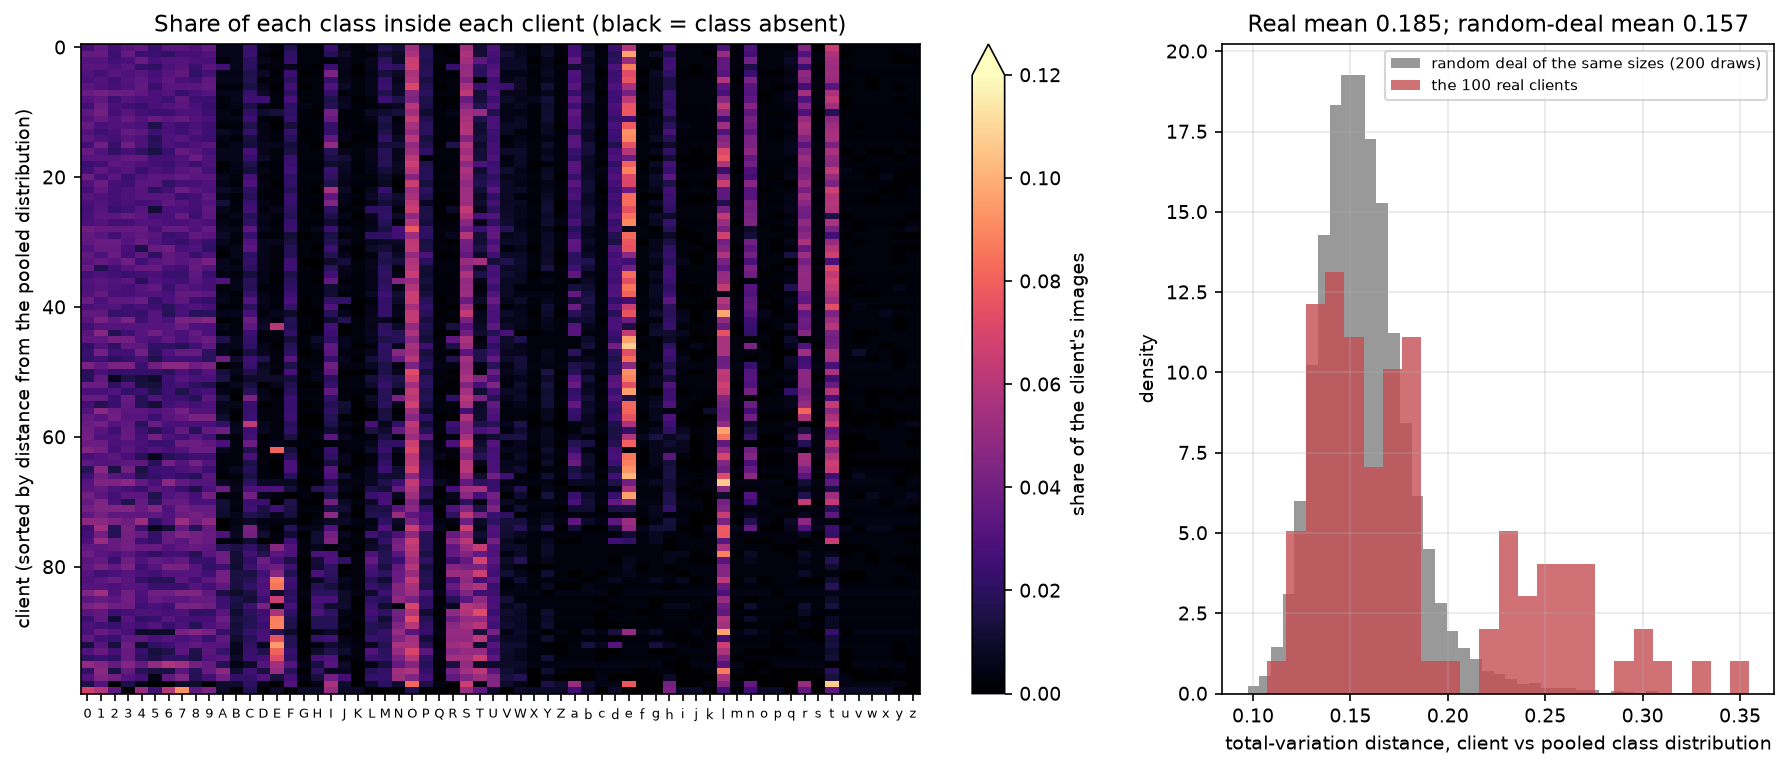 Share of each class inside each client (black = class absent)
client (sorted by distance from the pooled distribution)
0
20
40
60
80
0 1 2 3 4 5 6 7 8 9 A B C D E F G H I J K L M N O P Q R S T U V W X Y Z a b c d e f g h i j k l m n o p q r s t u v w x y z
0.12
0.10
0.08
0.06
0.04
0.02
0.00
share of the client's images
Real mean 0.185; random-deal mean 0.157
random deal of the same sizes (200 draws)
the 100 real clients
density
20.0
17.5
15.0
12.5
10.0
7.5
5.0
2.5
0.0
0.10 0.15 0.20 0.25 0.30 0.35
total-variation distance, client vs pooled class distribution